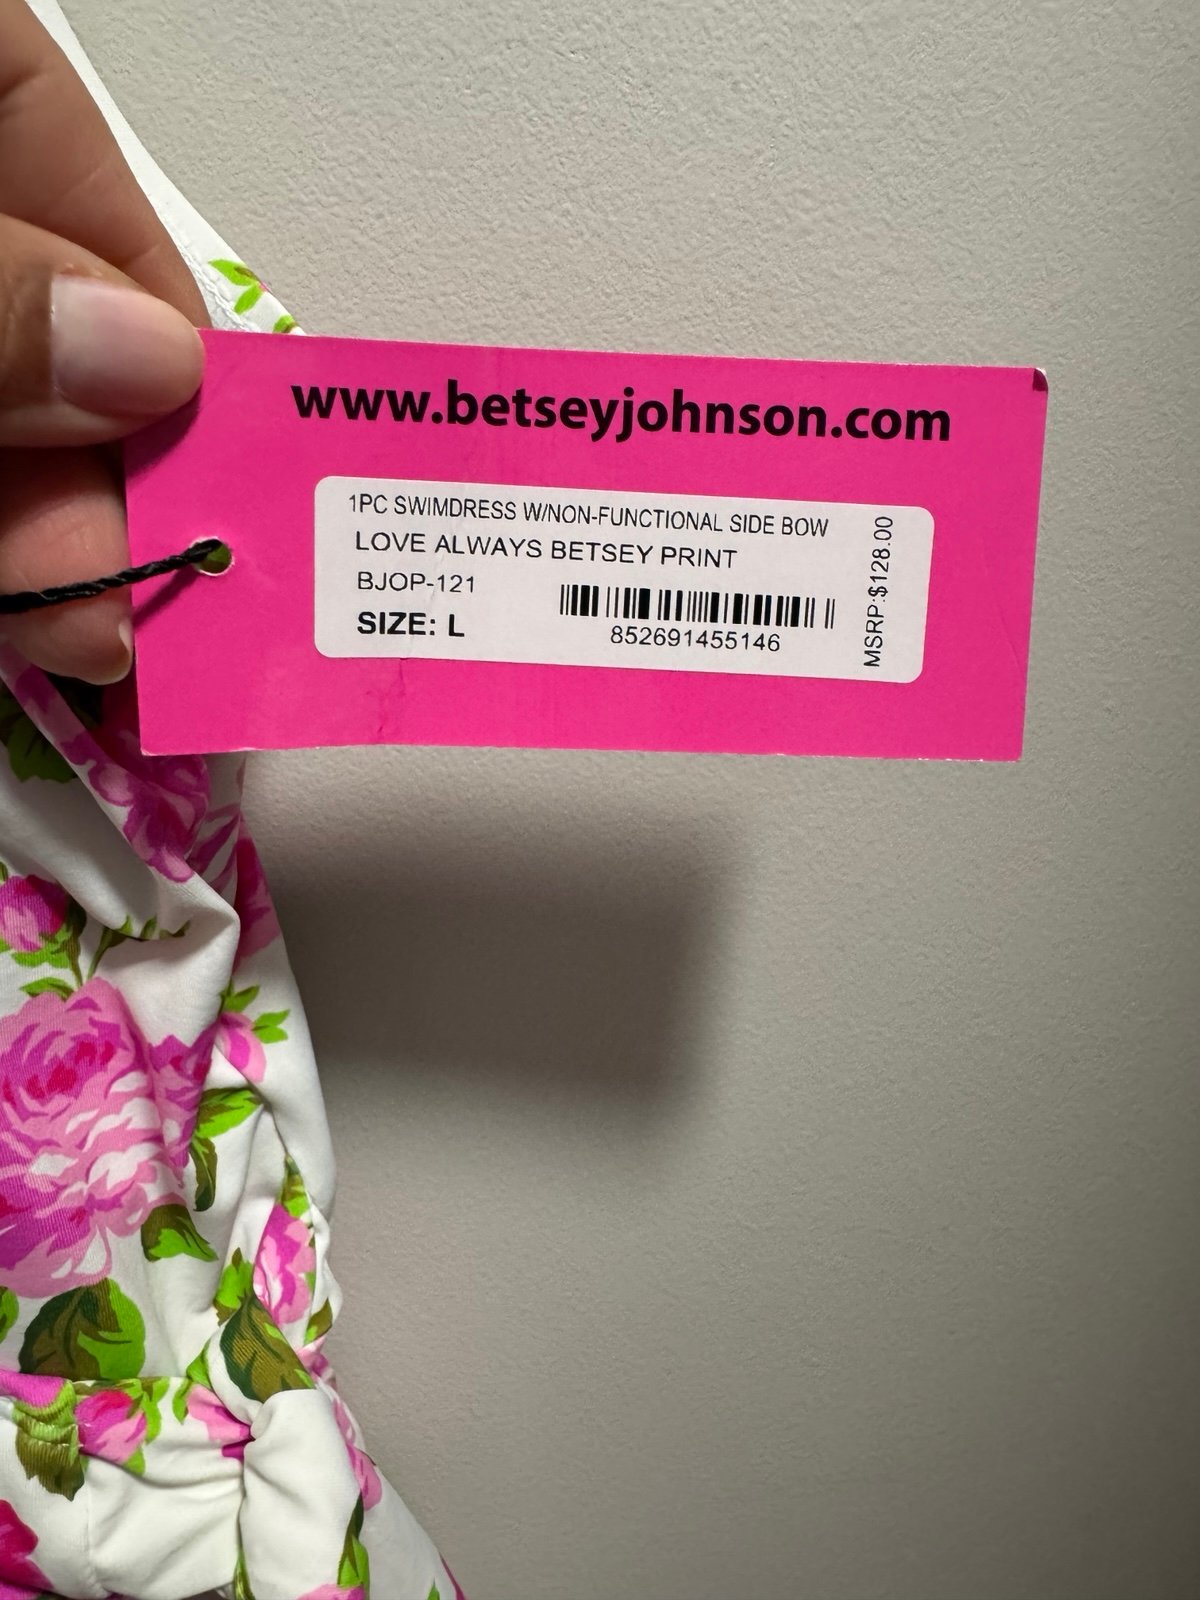 www.betseyjohnson.com
1PC SWIMDRESS W/NON-FUNCTIONAL SIDE BOW
LOVE ALWAYS BETSEY PRINT
BJOP-121
SIZE: L
852691455146
MSRP:$128.00